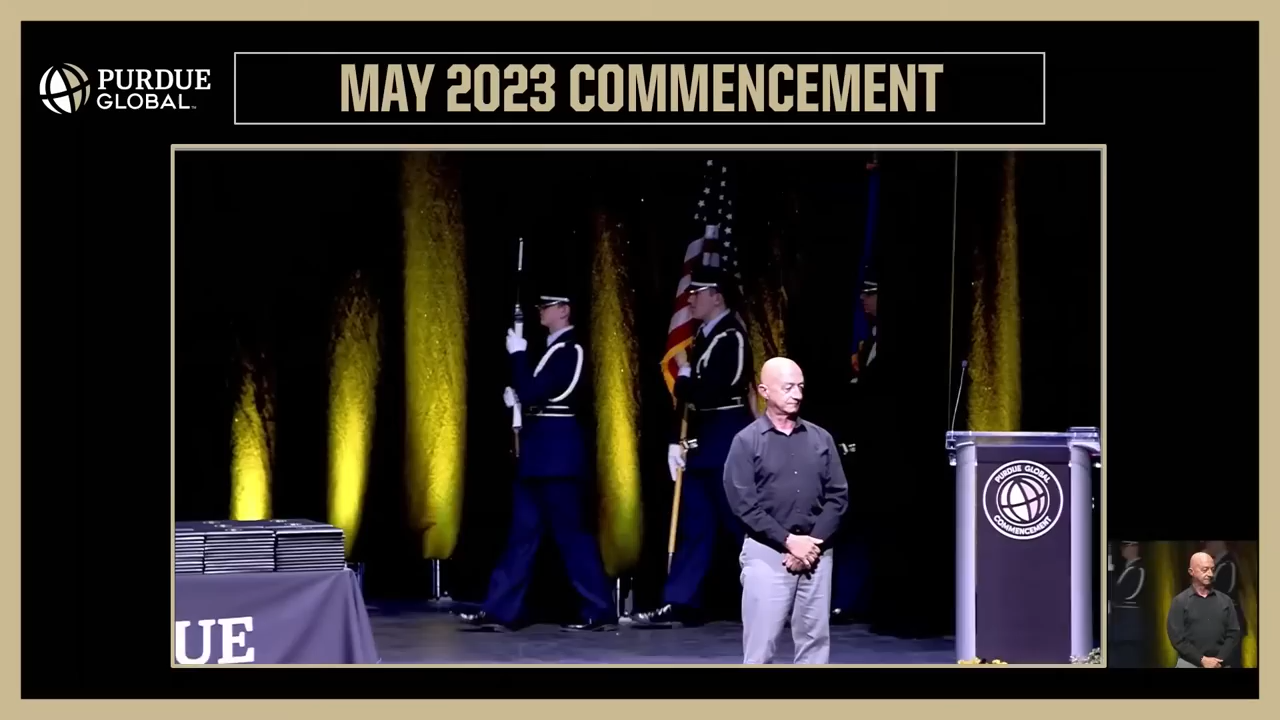 PURDUE
GLOBAL
MAY 2023 COMMENCEMENT
PURDUE GLOBAL
COMMENCEMENT
UE